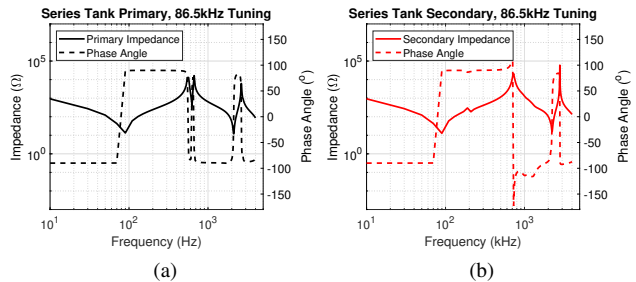 Series Tank Primary, 86.5kHz Tuning
Primary Impedance
Phase Angle
Impedance (Ω)
10^5
10^0
150
100
50
0
-50
-100
-150
Phase Angle (^0)
10^1
10^2
10^3
Frequency (Hz)
(a)
Series Tank Secondary, 86.5kHz Tuning
Secondary Impedance
Phase Angle
Impedance (Ω)
10^5
10^0
150
100
50
0
-50
-100
-150
Phase Angle (^0)
10^1
10^2
10^3
Frequency (kHz)
(b)